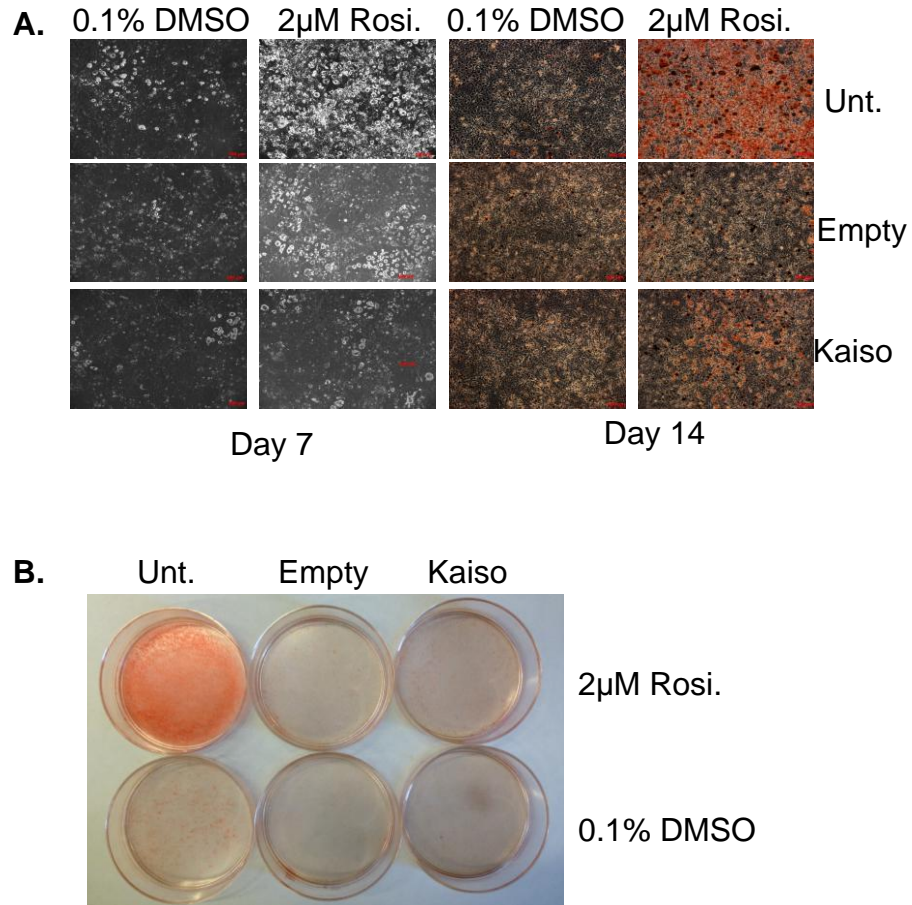 A.
0.1% DMSO 2µM Rosi. 0.1% DMSO 2µM Rosi.
Unt.
Empty
Kaiso
Day 7 Day 14
B.
Unt. Empty Kaiso
2µM Rosi.
0.1% DMSO